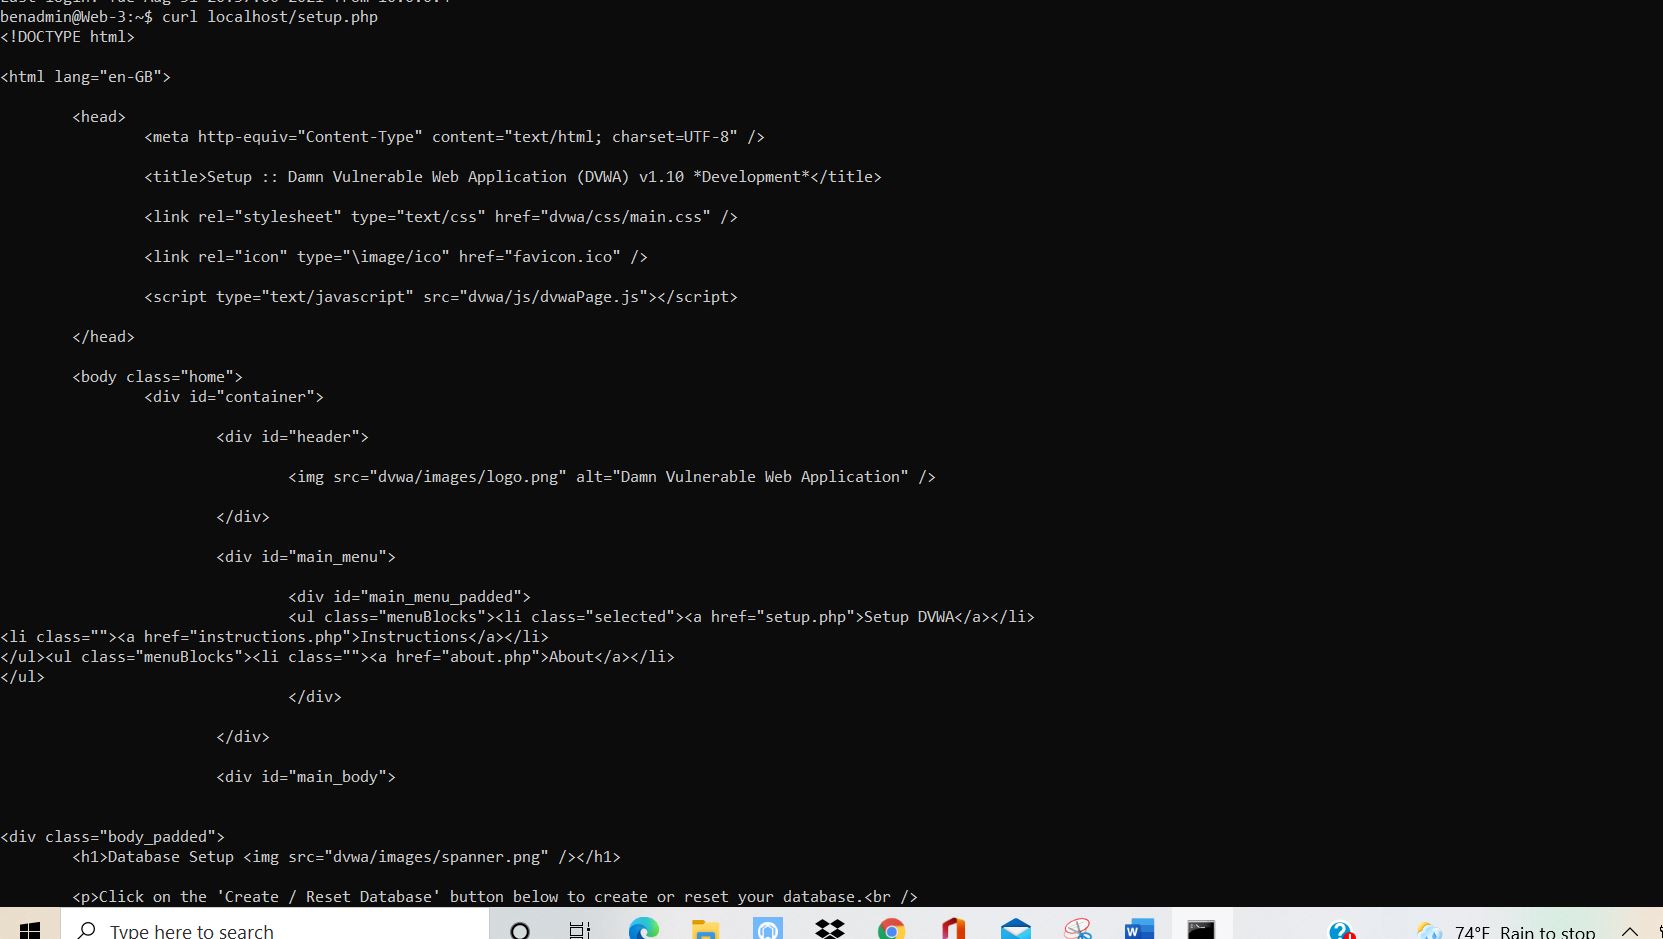 benadmin@Web-3:~$ curl localhost/setup.php
<!DOCTYPE html>
<html lang="en-GB">
<head>
<meta http-equiv="Content-Type" content="text/html; charset=UTF-8" />
<title>Setup :: Damn Vulnerable Web Application (DVWA) v1.10 *Development*</title>
<link rel="stylesheet" type="text/css" href="dvwa/css/main.css" />
<link rel="icon" type="\image/ico" href="favicon.ico" />
<script type="text/javascript" src="dvwa/js/dvwaPage.js"></script>
</head>
<body class="home">
<div id="container">
<div id="header">
<img src="dvwa/images/logo.png" alt="Damn Vulnerable Web Application" />
</div>
<div id="main_menu">
<div id="main_menu_padded">
<ul class="menuBlocks"><li class="selected"><a href="setup.php">Setup DVWA</a></li>
<li class=""><a href="instructions.php">Instructions</a></li>
</ul><ul class="menuBlocks"><li class=""><a href="about.php">About</a></li>
</ul>
</div>
</div>
<div id="main_body">
<div class="body_padded">
<h1>Database Setup <img src="dvwa/images/spanner.png" /></h1>
<p>Click on the 'Create / Reset Database' button below to create or reset your database.<br />
Type here to search
74°F Rain to stop